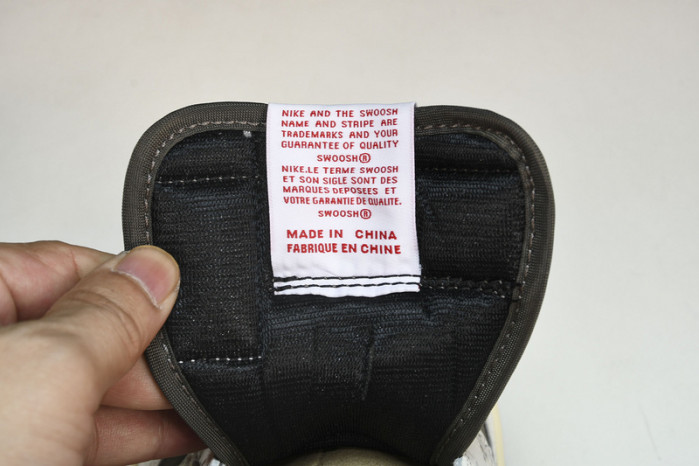 NIKE AND THE SWOOSH
NAME AND STRIPE ARE
TRADEMARKS AND YOUR
GUARANTEE OF QUALITY
SWOOSH®
NIKE.LE TERME SWOOSH
ET SON SIGLE SONT DES
MARQUES DEPOSEES ET
VOTRE GARANTIE DE QUALITE.
SWOOSH®
MADE IN CHINA
FABRIQUE EN CHINE